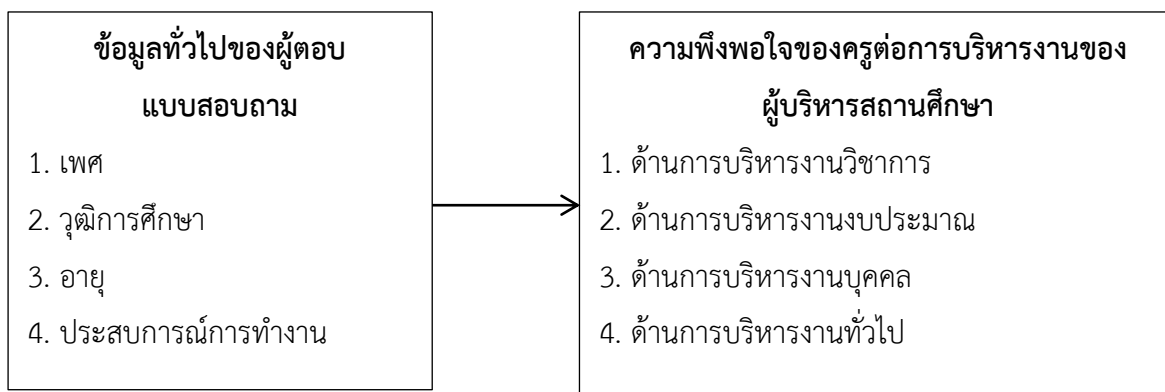 ข้อมูลทั่วไปของผู้ตอบ
แบบสอบถาม
1. เพศ
2. วุฒิการศึกษา
3. อายุ
4. ประสบการณ์การทำงาน
ความพึงพอใจของครูต่อการบริหารงานของ
ผู้บริหารสถานศึกษา
1. ด้านการบริหารงานวิชาการ
2. ด้านการบริหารงานงบประมาณ
3. ด้านการบริหารงานบุคคล
4. ด้านการบริหารงานทั่วไป